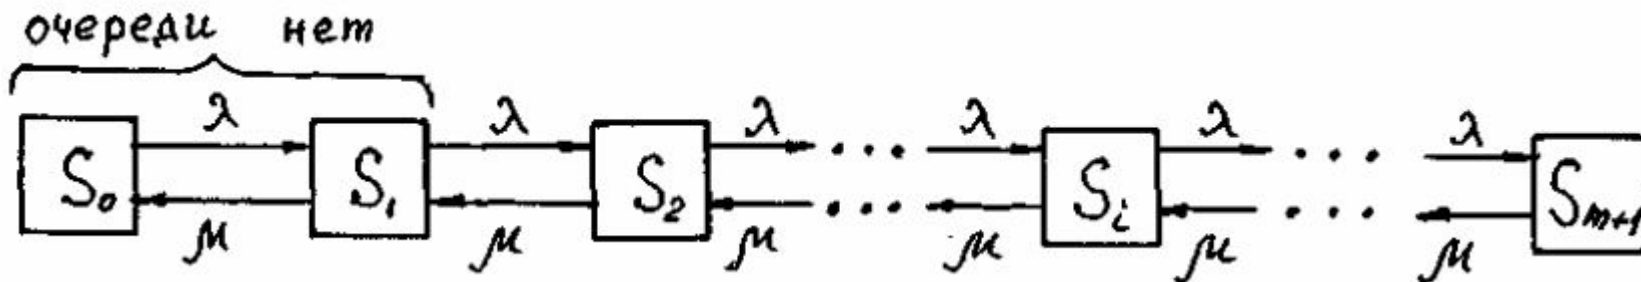 очереди нет
λ λ λ λ λ λ
S₀ S₁ S₂ ... Sᵢ ... Sₘ₊₁
... ...
μ μ μ μ μ μ